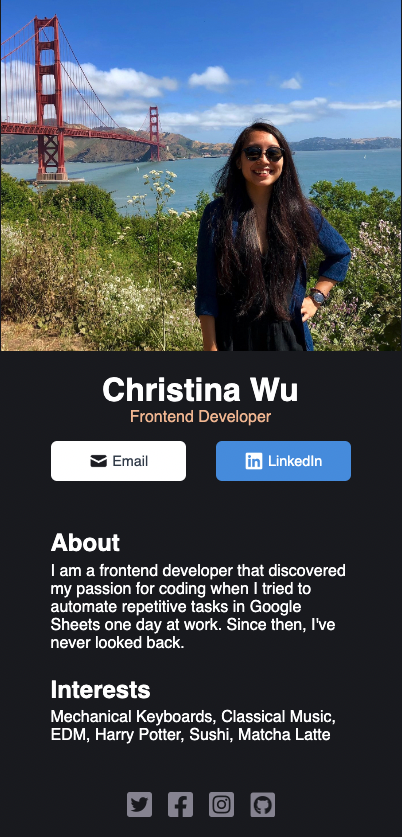 Christina Wu
Frontend Developer
Email
LinkedIn
About
I am a frontend developer that discovered
my passion for coding when I tried to
automate repetitive tasks in Google
Sheets one day at work. Since then, I've
never looked back.
Interests
Mechanical Keyboards, Classical Music,
EDM, Harry Potter, Sushi, Matcha Latte